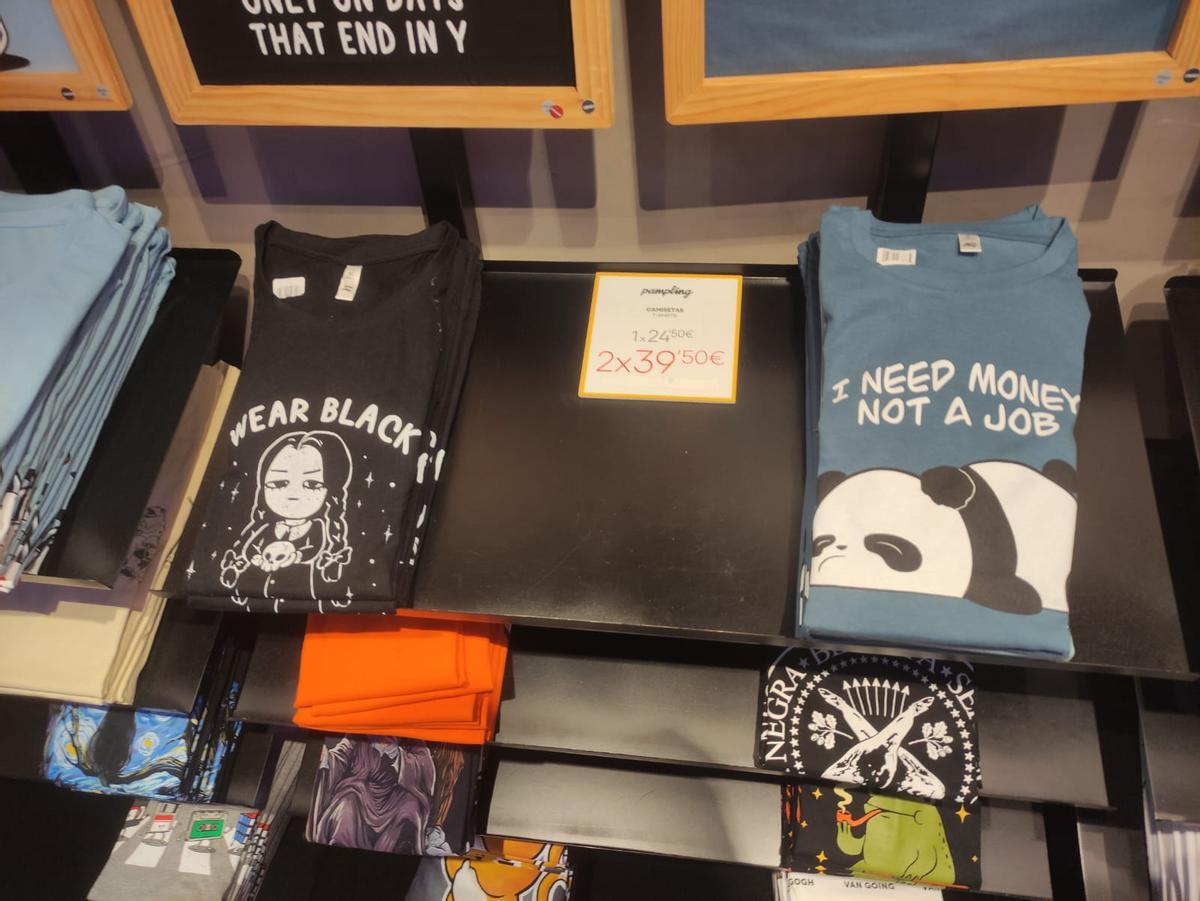 THAT END IN Y
pampling
CAMISETAS
T-SHIRTS
1x24'50€
2x39'50€
WEAR BLACK
I NEED MONEY
NOT A JOB
NEGRA
VAN GOING